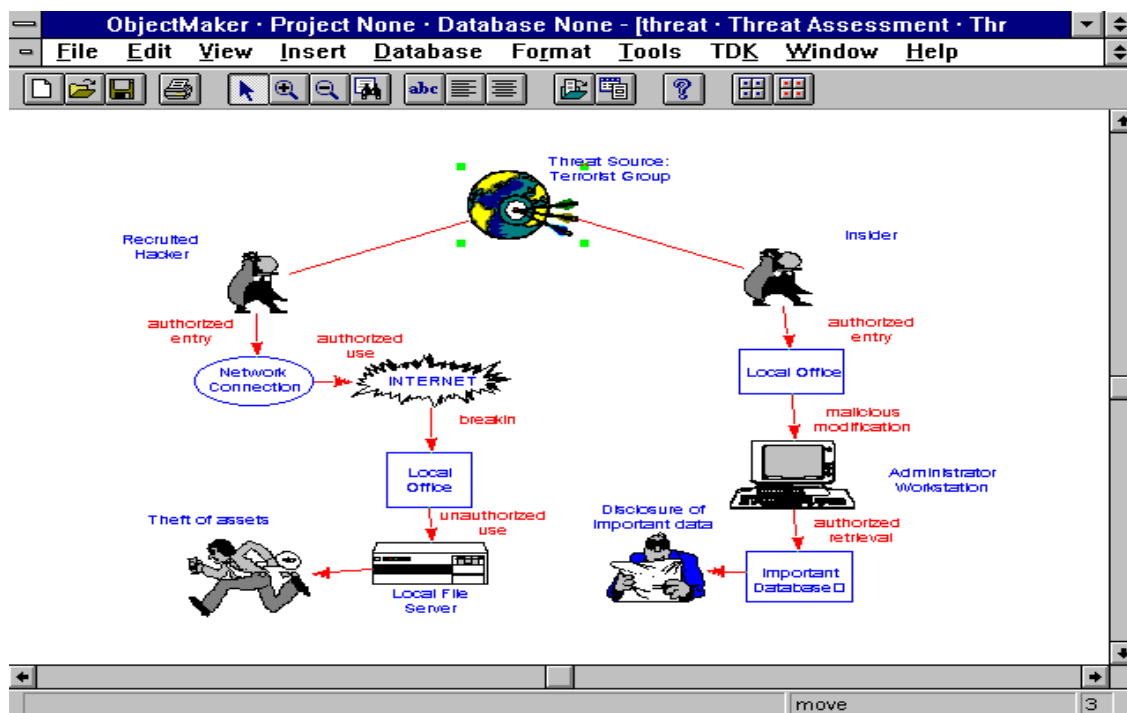 ObjectMaker · Project None · Database None - [threat · Threat Assessment · Thr
File Edit View Insert Database Format Tools TDK Window Help
abc
Threat Source:
Terrorist Group
Recruited
Hacker
Insider
authorized
entry
authorized
use
authorized
entry
Network
Connection
INTERNET
Local Office
breakin
malicious
modification
Local
Office
Administrator
Workstation
Theft of assets
unauthorized
use
Disclosure of
important data
authorized
retrieval
Local File
Server
Important
Database
move
3